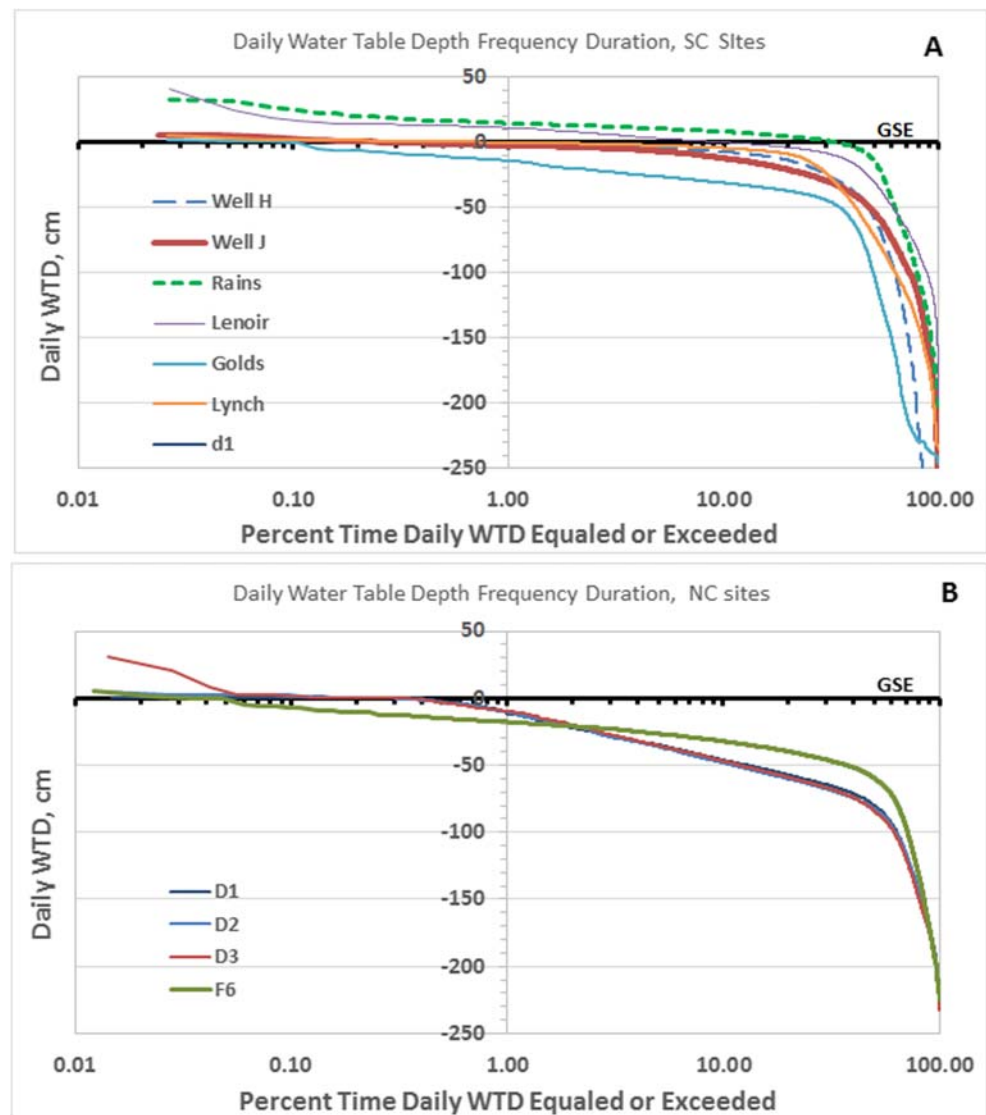 Daily Water Table Depth Frequency Duration, SC SItes
A
50
0
GSE
-50
-100
-150
-200
-250
Daily WTD, cm
Well H
Well J
Rains
Lenoir
Golds
Lynch
d1
0.01 0.10 1.00 10.00 100.00
Percent Time Daily WTD Equaled or Exceeded
Daily Water Table Depth Frequency Duration, NC sites
B
50
0
GSE
-50
-100
-150
-200
-250
Daily WTD, cm
D1
D2
D3
F6
0.01 0.10 1.00 10.00 100.00
Percent Time Daily WTD Equaled or Exceeded